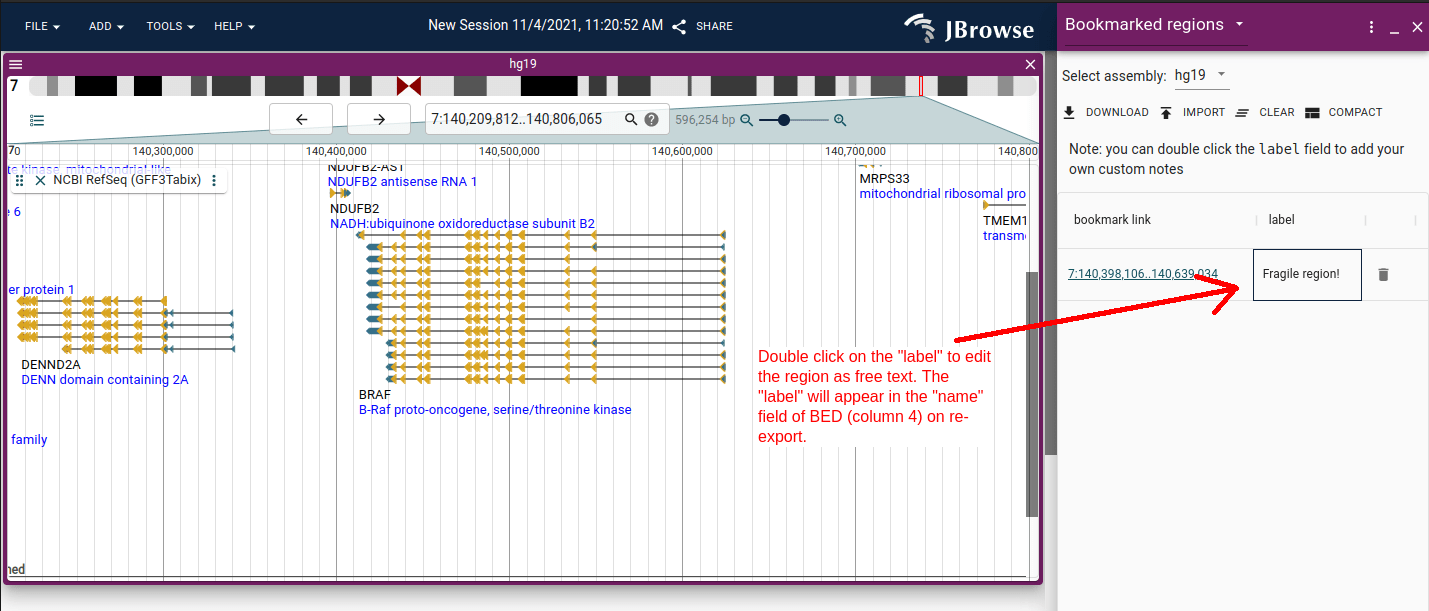 FILE ADD TOOLS HELP New Session 11/4/2021, 11:20:52 AM SHARE JBrowse
Bookmarked regions
hg19
7
Select assembly: hg19
7:140,209,812..140,806,065 596,254 bp
DOWNLOAD IMPORT CLEAR COMPACT
Note: you can double click the label field to add your
own custom notes
70 140,300,000 140,400,000 140,500,000 140,600,000 140,700,000 140,800
te kinase, mitochondrial-like
NCBI RefSeq (GFF3Tabix)
NDUFB2-AS1
NDUFB2 antisense RNA 1
MRPS33
mitochondrial ribosomal pro
e 6
NDUFB2
NADH:ubiquinone oxidoreductase subunit B2
TMEM1
transm
bookmark link label
7:140,398,106..140,639,034 Fragile region!
er protein 1
DENND2A
DENN domain containing 2A
BRAF
B-Raf proto-oncogene, serine/threonine kinase
family
Double click on the "label" to edit
the region as free text. The
"label" will appear in the "name"
field of BED (column 4) on re-
export.
ned